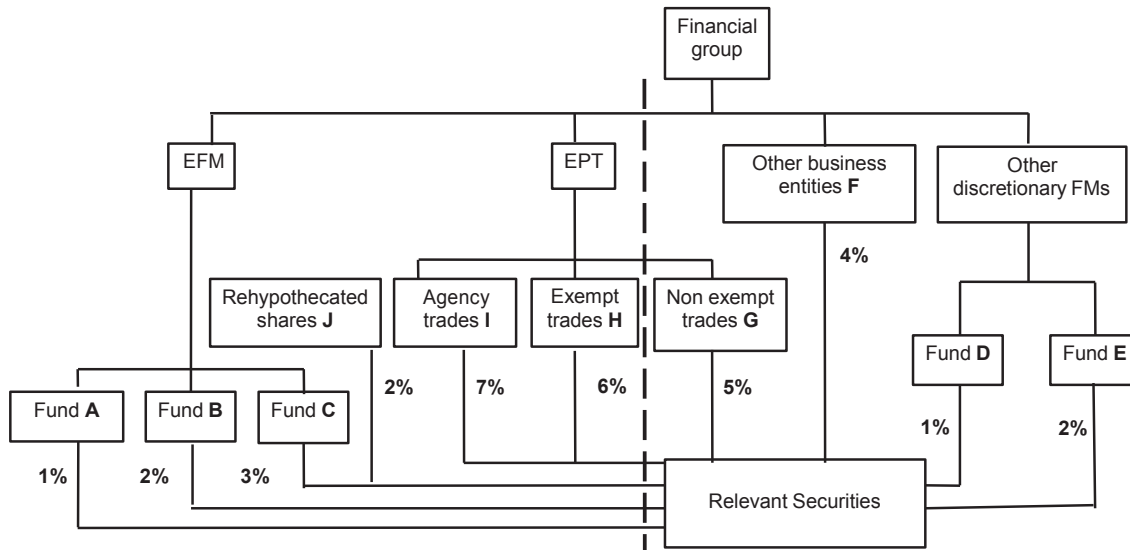 Financial
group
EFM
EPT
Other business
entities F
Other
discretionary FMs
4%
Rehypothecated
shares J
Agency
trades I
Exempt
trades H
Non exempt
trades G
Fund D
Fund E
2%
7%
6%
5%
Fund A
Fund B
Fund C
1%
2%
1%
2%
3%
Relevant Securities